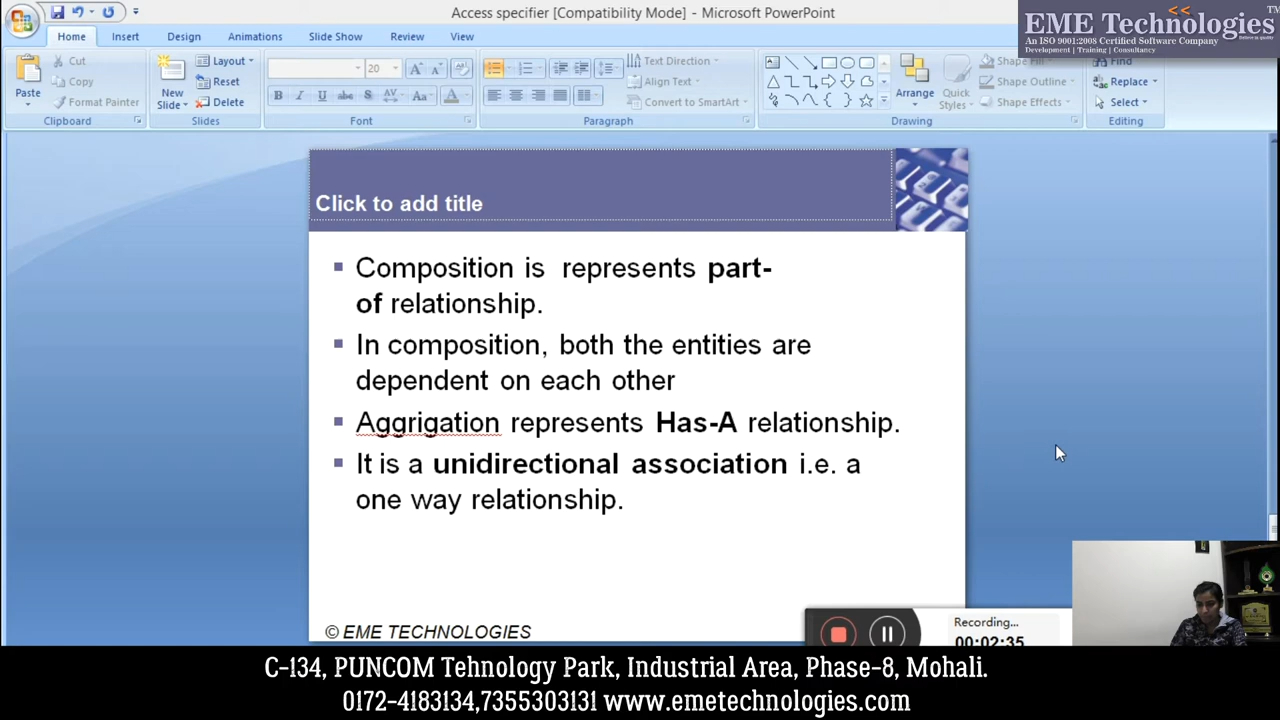 Access specifier [Compatibility Mode] - Microsoft PowerPoint
<<
TM
EME Technologies
An ISO 9001:2008 Certified Software Company
Development | Training | Consultancy
Home Insert Design Slide Show Animations Review View
Cut
Copy
Format Painter
Paste
Clipboard
New
Slide
Layout
Reset
Delete
Slides
20
B I U abc S AV Aa A
Font
Text Direction
Align Text
Convert to SmartArt
Paragraph
Arrange
Quick
Styles
Shape Fill
Shape Outline
Shape Effects
Drawing
Find
Replace
Select
Editing
Click to add title
Composition is represents part-
of relationship.
In composition, both the entities are
dependent on each other
Aggrigation represents Has-A relationship.
It is a unidirectional association i.e. a
one way relationship.
© EME TECHNOLOGIES
Recording...
00:02:35
C-134, PUNCOM Tehnology Park, Industrial Area, Phase-8, Mohali.
0172-4183134,7355303131 www.emetechnologies.com